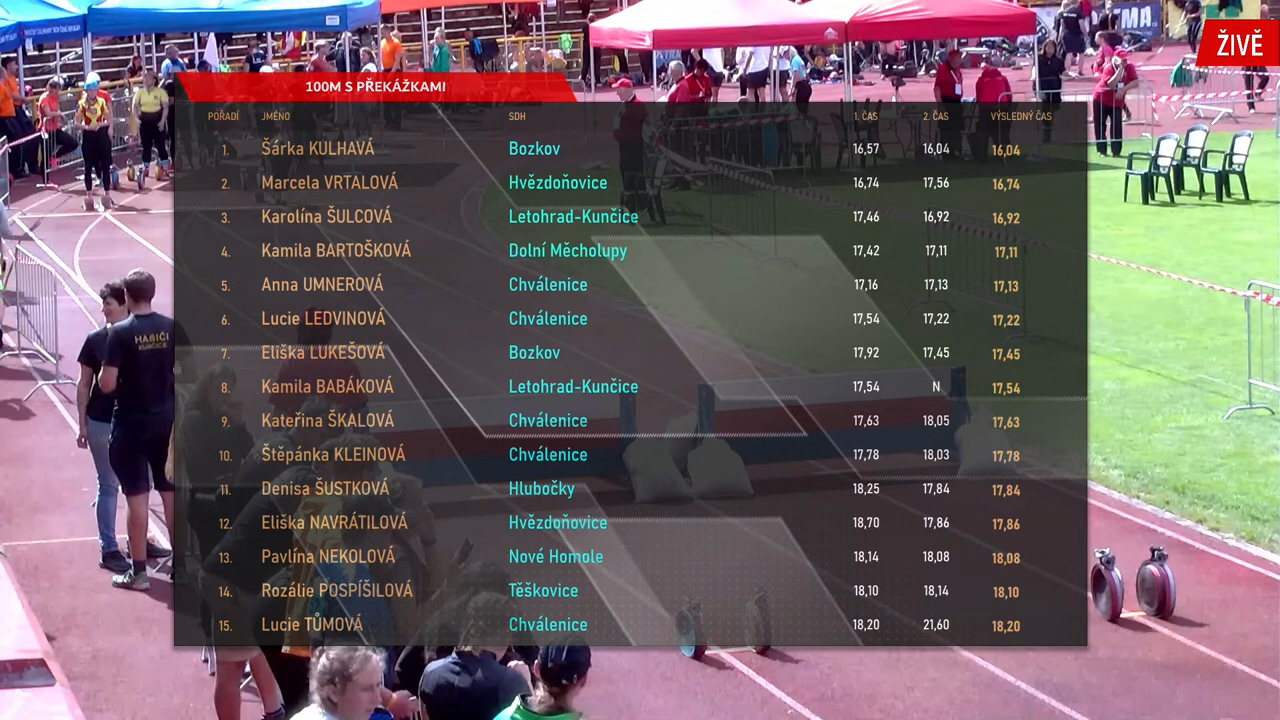 ŽIVĚ
100M S PŘEKÁŽKAMI
POŘADÍ JMÉNO SDH 1. ČAS 2. ČAS VÝSLEDNÝ ČAS
1. Šárka KULHAVÁ Bozkov 16,57 16,04 16,04
2. Marcela VRTALOVÁ Hvězdoňovice 16,74 17,56 16,74
3. Karolína ŠULCOVÁ Letohrad-Kunčice 17,46 16,92 16,92
4. Kamila BARTOŠKOVÁ Dolní Měcholupy 17,42 17,11 17,11
5. Anna UMNEROVÁ Chválenice 17,16 17,13 17,13
6. Lucie LEDVINOVÁ Chválenice 17,54 17,22 17,22
7. Eliška LUKEŠOVÁ Bozkov 17,92 17,45 17,45
8. Kamila BABÁKOVÁ Letohrad-Kunčice 17,54 N 17,54
9. Kateřina ŠKALOVÁ Chválenice 17,63 18,05 17,63
10. Štěpánka KLEINOVÁ Chválenice 17,78 18,03 17,78
11. Denisa ŠUSTKOVÁ Hlubočky 18,25 17,84 17,84
12. Eliška NAVRÁTILOVÁ Hvězdoňovice 18,70 17,86 17,86
13. Pavlína NEKOLOVÁ Nové Homole 18,14 18,08 18,08
14. Rozálie POSPÍŠILOVÁ Těškovice 18,10 18,14 18,10
15. Lucie TŮMOVÁ Chválenice 18,20 21,60 18,20
HASIČI
KUNČICE